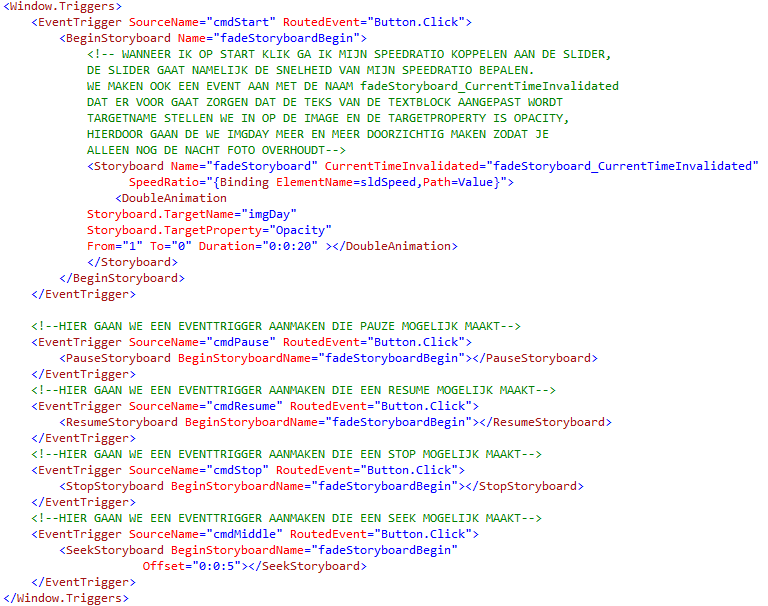 <Window.Triggers>
    <EventTrigger SourceName="cmdStart" RoutedEvent="Button.Click">
        <BeginStoryboard Name="fadeStoryboardBegin">
            <!-- WANNEER IK OP START KLIK GA IK MIJN SPEEDRATIO KOPPELEN AAN DE SLIDER,
            DE SLIDER GAAT NAMELIJK DE SNELHEID VAN MIJN SPEEDRATIO BEPALEN.
            WE MAKEN OOK EEN EVENT AAN MET DE NAAM fadeStoryboard_CurrentTimeInvalidated
            DAT ER VOOR GAAT ZORGEN DAT DE TEKS VAN DE TEXTBLOCK AANGEPAST WORDT
            TARGETNAME STELLEN WE IN OP DE IMAGE EN DE TARGETPROPERTY IS OPACITY,
            HIERDOOR GAAN DE WE IMGDAY MEER EN MEER DOORZICHTIG MAKEN ZODAT JE
            ALLEEN NOG DE NACHT FOTO OVERHOUDT-->
            <Storyboard Name="fadeStoryboard" CurrentTimeInvalidated="fadeStoryboard_CurrentTimeInvalidated"
                  SpeedRatio="{Binding ElementName=sldSpeed,Path=Value}">
                <DoubleAnimation
            Storyboard.TargetName="imgDay"
            Storyboard.TargetProperty="Opacity"
            From="1" To="0" Duration="0:0:20" ></DoubleAnimation>
            </Storyboard>
        </BeginStoryboard>
    </EventTrigger>

    <!--HIER GAAN WE EEN EVENTTRIGGER AANMAKEN DIE PAUZE MOGELIJK MAAKT-->
    <EventTrigger SourceName="cmdPause" RoutedEvent="Button.Click">
        <PauseStoryboard BeginStoryboardName="fadeStoryboardBegin"></PauseStoryboard>
    </EventTrigger>
    <!--HIER GAAN WE EEN EVENTTRIGGER AANMAKEN DIE EEN RESUME MOGELIJK MAAKT-->
    <EventTrigger SourceName="cmdResume" RoutedEvent="Button.Click">
        <ResumeStoryboard BeginStoryboardName="fadeStoryboardBegin"></ResumeStoryboard>
    </EventTrigger>
    <!--HIER GAAN WE EEN EVENTTRIGGER AANMAKEN DIE EEN STOP MOGELIJK MAAKT-->
    <EventTrigger SourceName="cmdStop" RoutedEvent="Button.Click">
        <StopStoryboard BeginStoryboardName="fadeStoryboardBegin"></StopStoryboard>
    </EventTrigger>
    <!--HIER GAAN WE EEN EVENTTRIGGER AANMAKEN DIE EEN SEEK MOGELIJK MAAKT-->
    <EventTrigger SourceName="cmdMiddle" RoutedEvent="Button.Click">
        <SeekStoryboard BeginStoryboardName="fadeStoryboardBegin"
                    Offset="0:0:5"></SeekStoryboard>
    </EventTrigger>
</Window.Triggers>